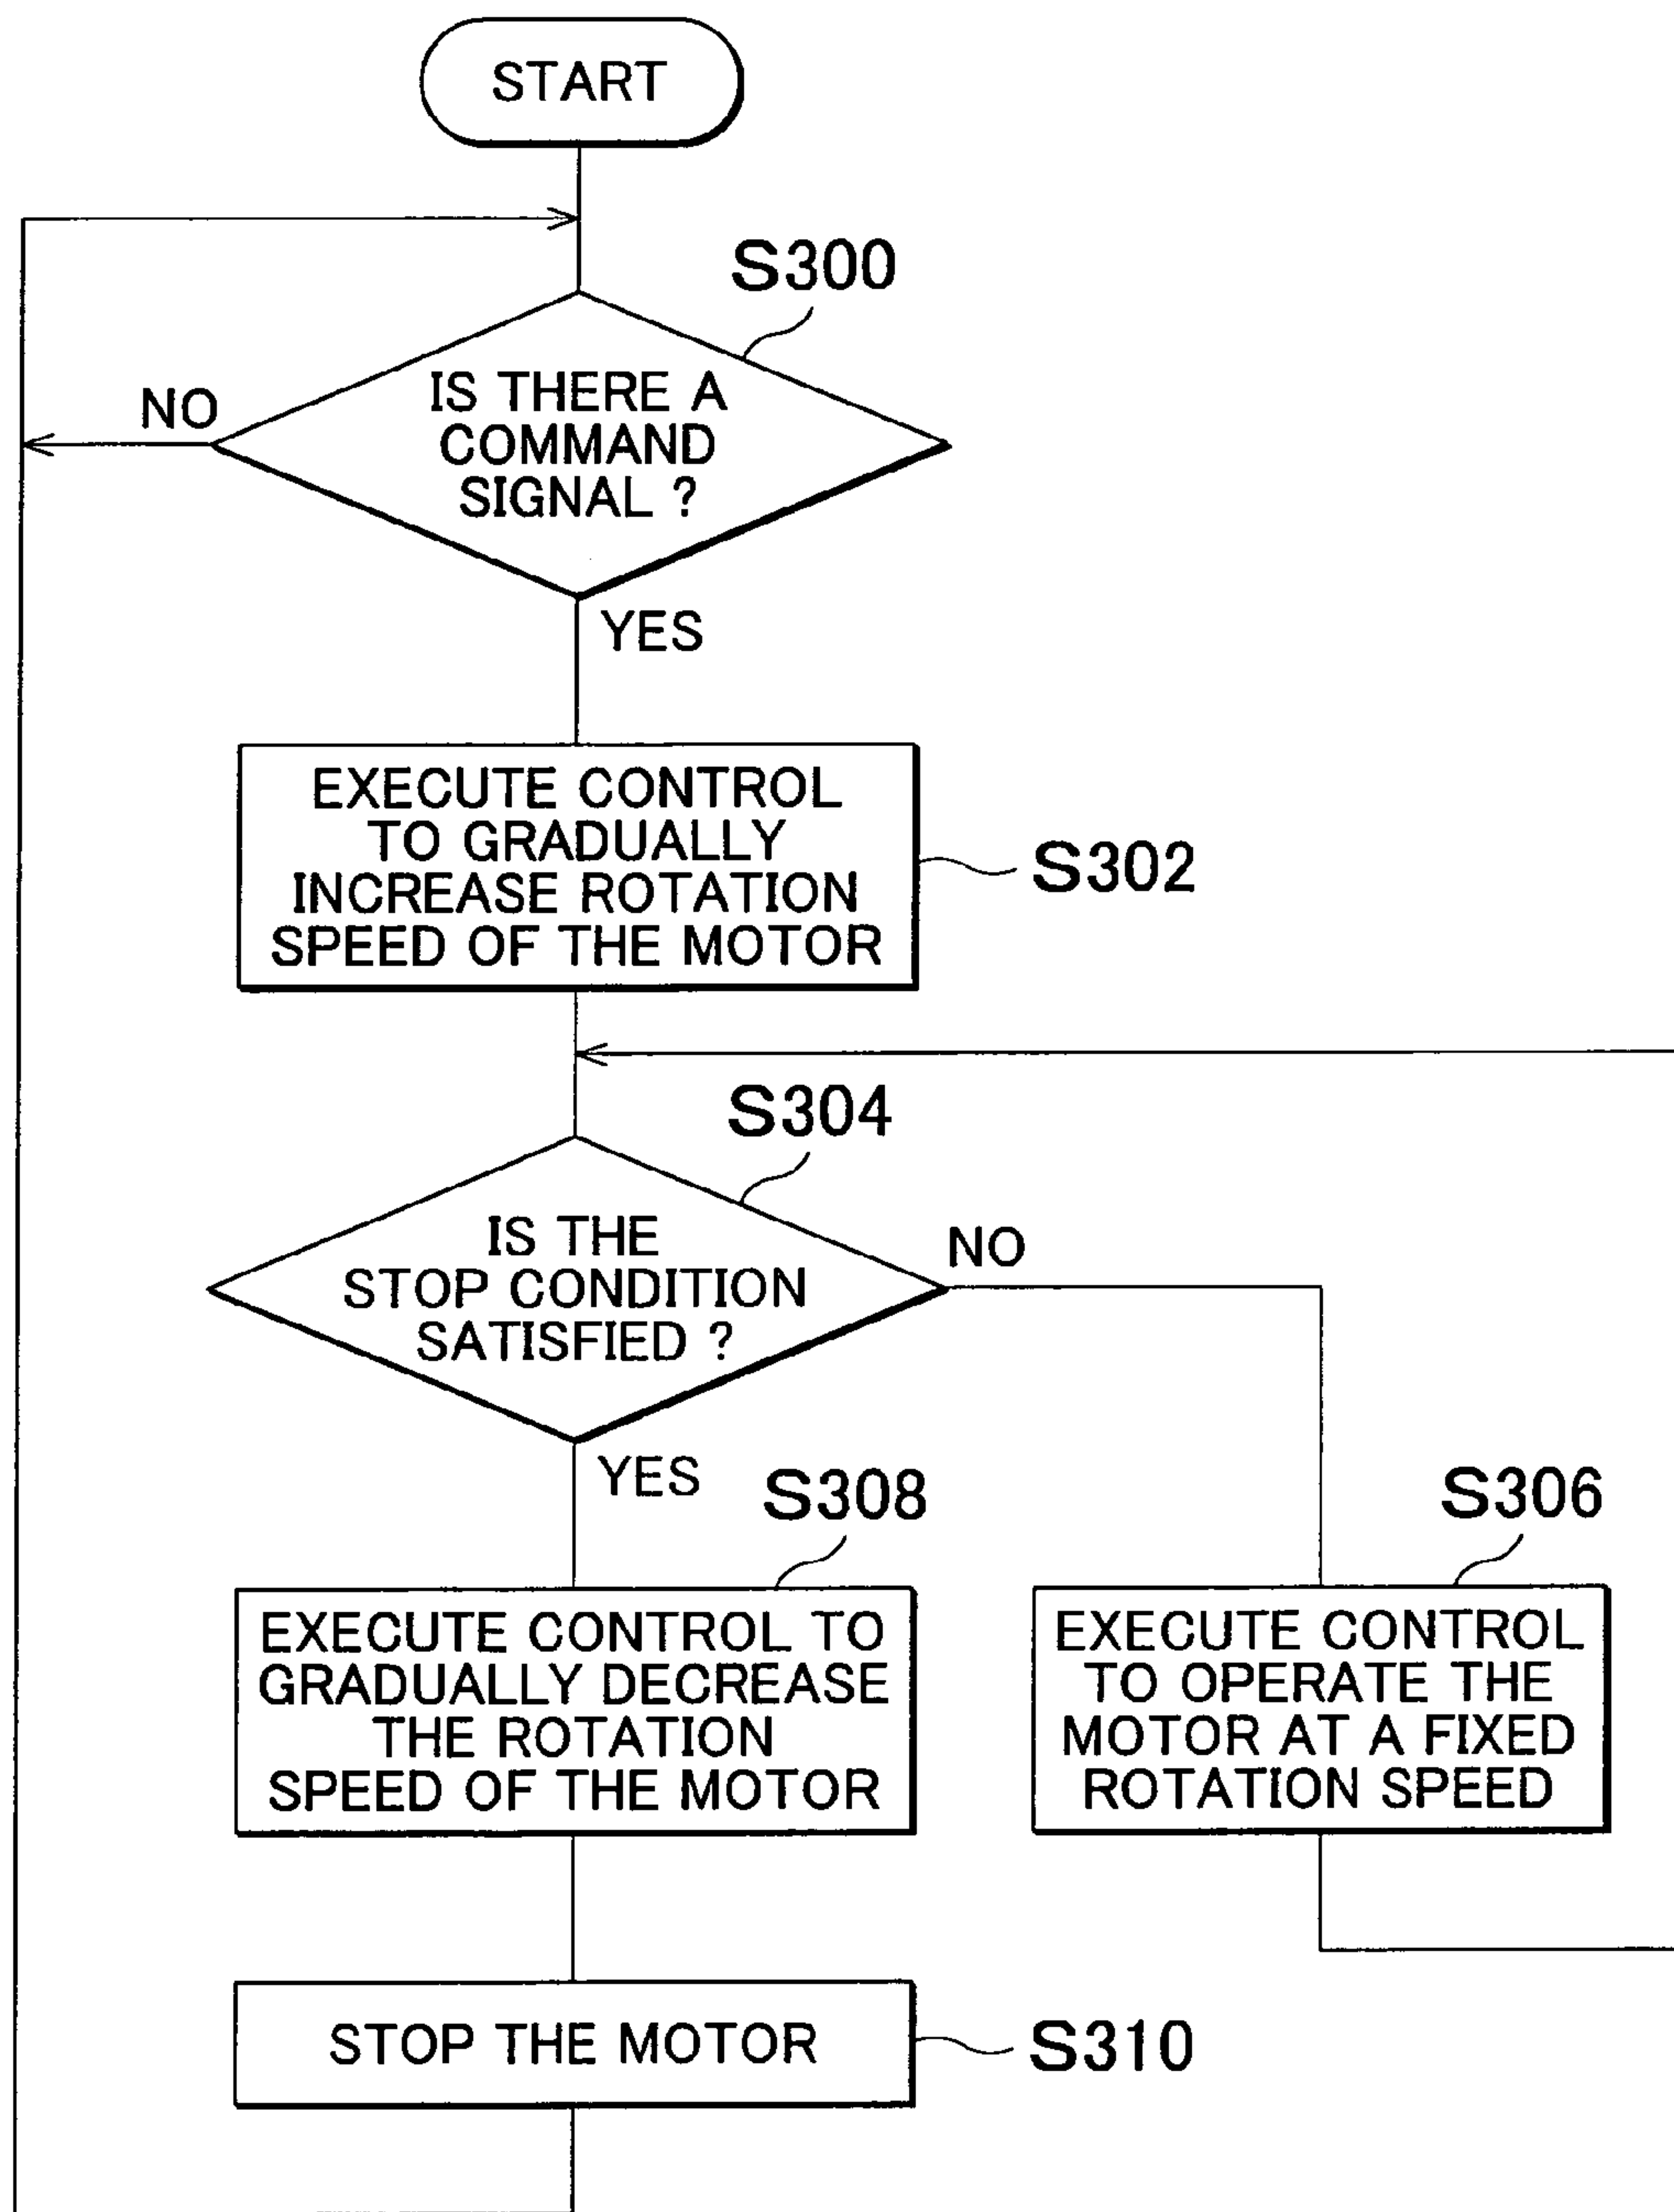 START
S300
IS THERE A
COMMAND
SIGNAL ?
NO
YES
EXECUTE CONTROL
TO GRADUALLY
INCREASE ROTATION
SPEED OF THE MOTOR
S302
S304
IS THE
STOP CONDITION
SATISFIED ?
NO
YES
S308
EXECUTE CONTROL TO
GRADUALLY DECREASE
THE ROTATION
SPEED OF THE MOTOR
S306
EXECUTE CONTROL
TO OPERATE THE
MOTOR AT A FIXED
ROTATION SPEED
STOP THE MOTOR
S310